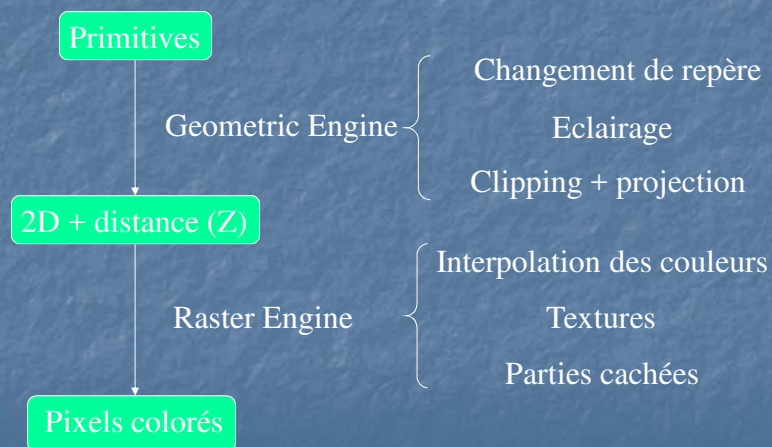 Primitives
Geometric Engine
Changement de repère
Eclairage
Clipping + projection
2D + distance (Z)
Raster Engine
Interpolation des couleurs
Textures
Parties cachées
Pixels colorés